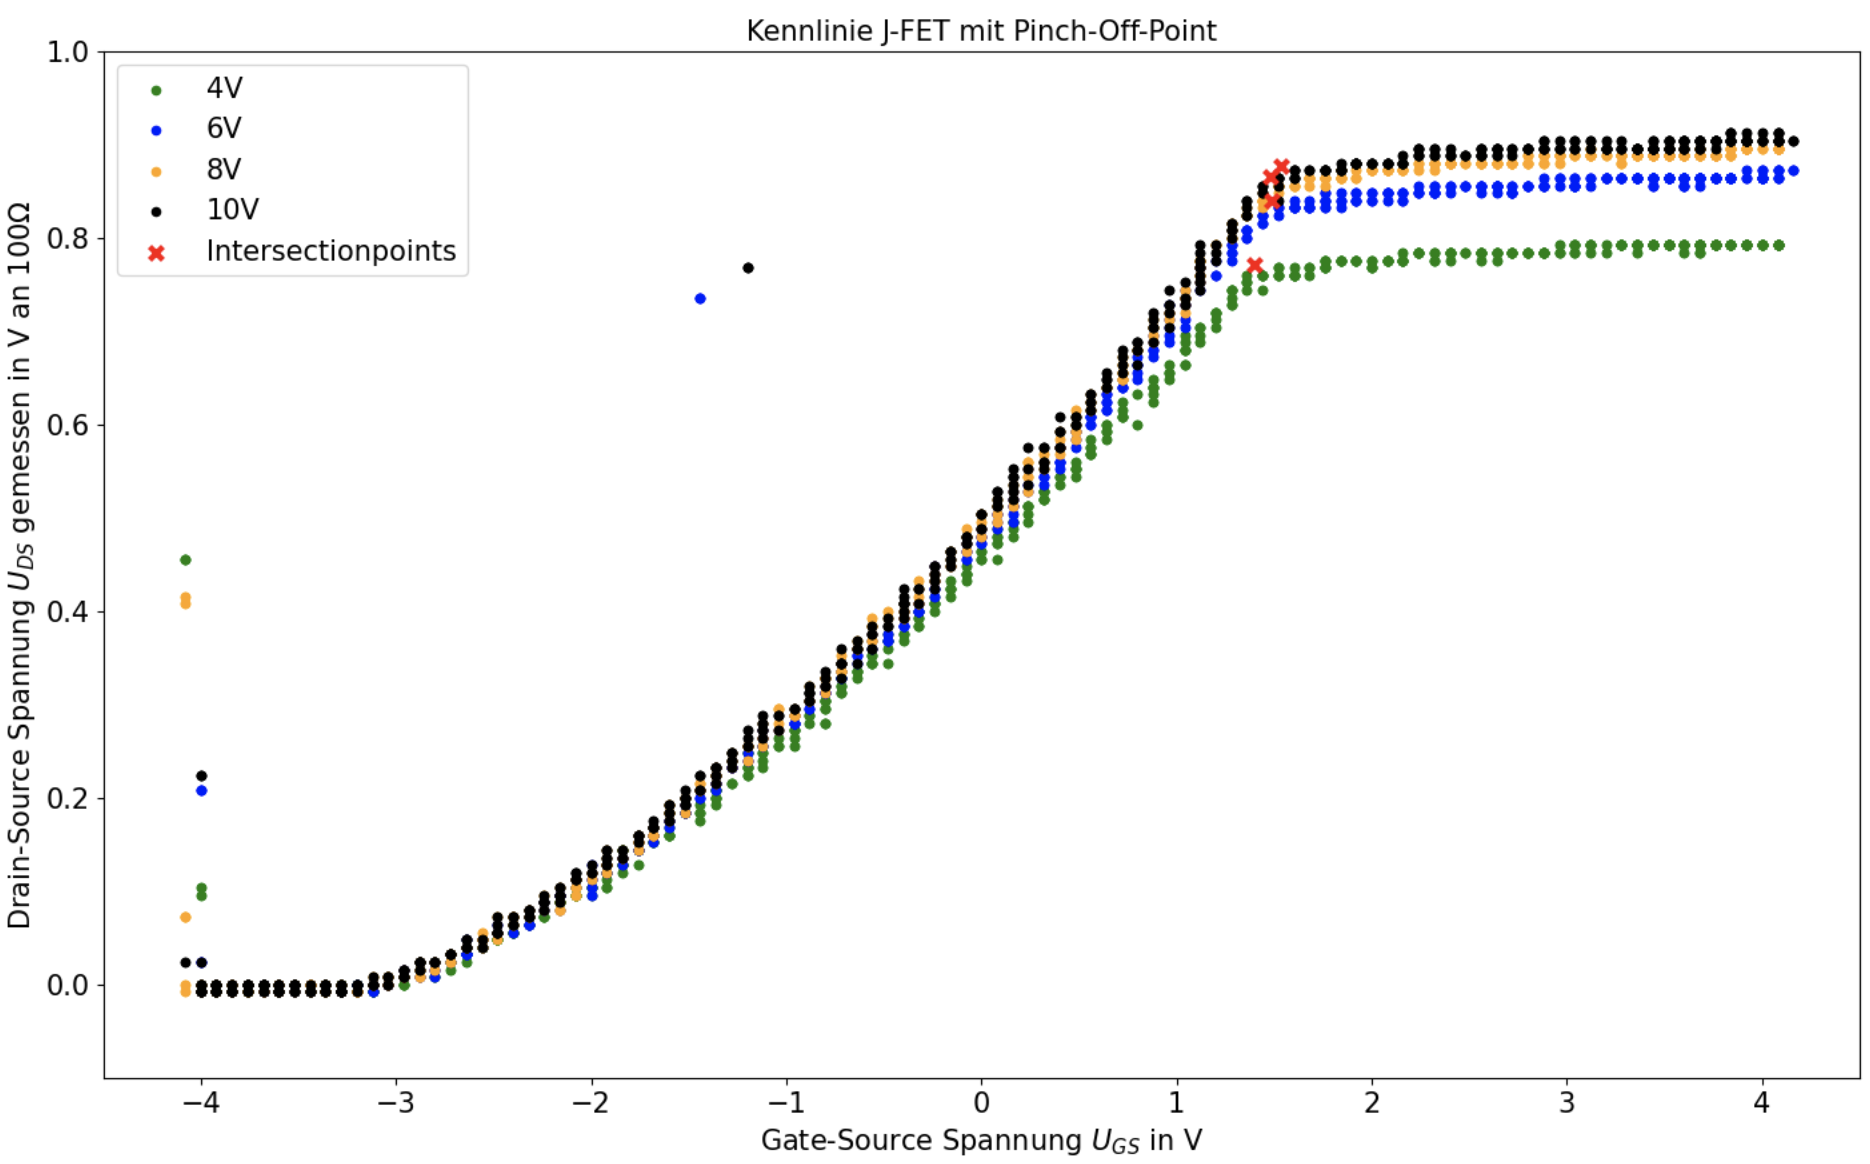 Kennlinie J-FET mit Pinch-Off-Point
Drain-Source Spannung U_DS gemessen in V an 100Ω
1.0
0.8
0.6
0.4
0.2
0.0
4V
6V
8V
10V
Intersectionpoints
−4 −3 −2 −1 0 1 2 3 4
Gate-Source Spannung U_GS in V